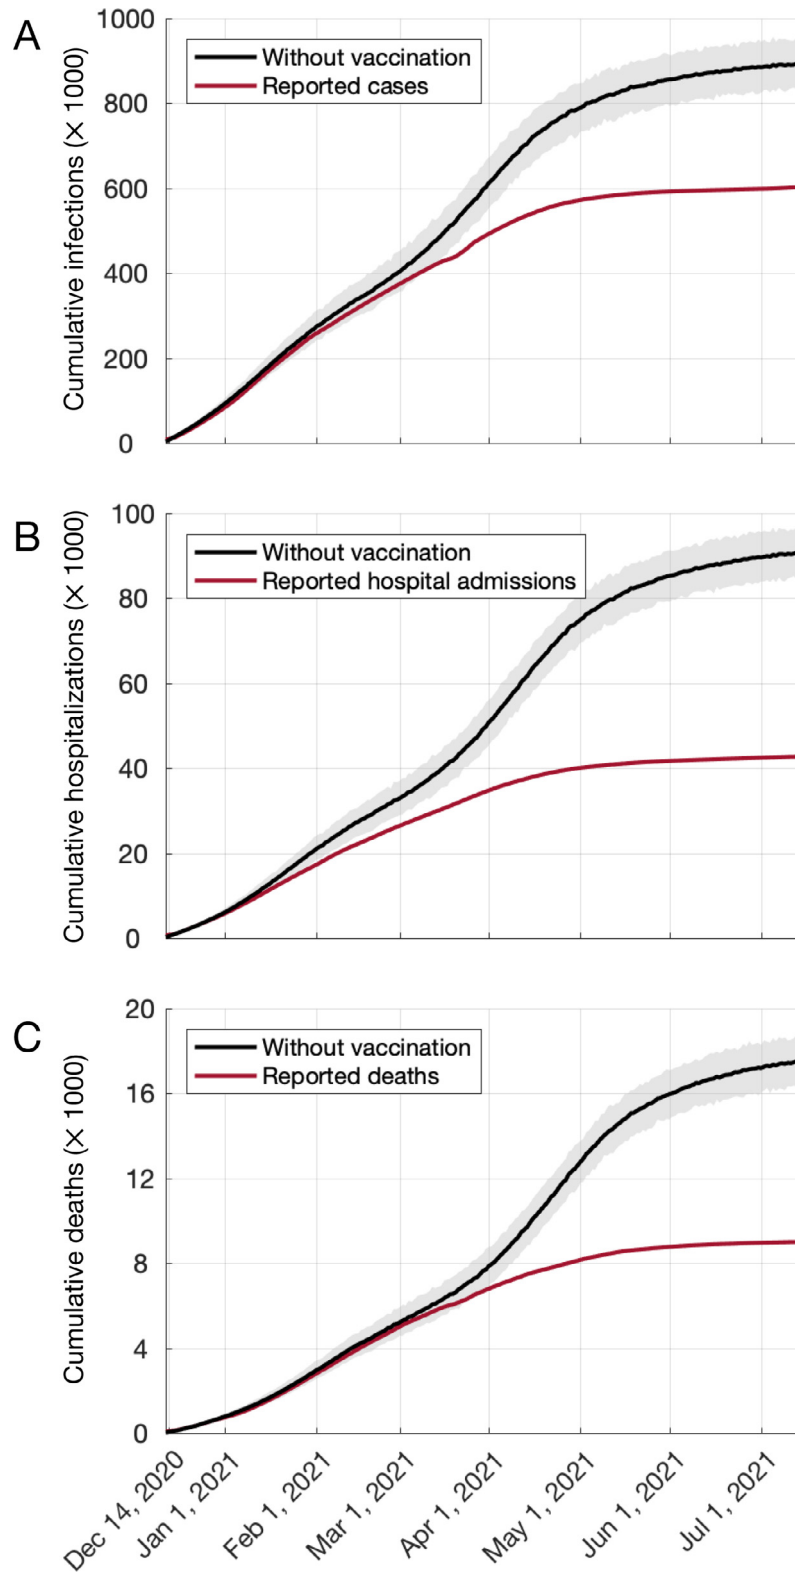 A
Cumulative infections (× 1000)
1000
800
600
400
200
0
Without vaccination
Reported cases
B
Cumulative hospitalizations (× 1000)
100
80
60
40
20
0
Without vaccination
Reported hospital admissions
C
Cumulative deaths (× 1000)
20
16
12
8
4
0
Without vaccination
Reported deaths
Dec 14, 2020
Jan 1, 2021
Feb 1, 2021
Mar 1, 2021
Apr 1, 2021
May 1, 2021
Jun 1, 2021
Jul 1, 2021